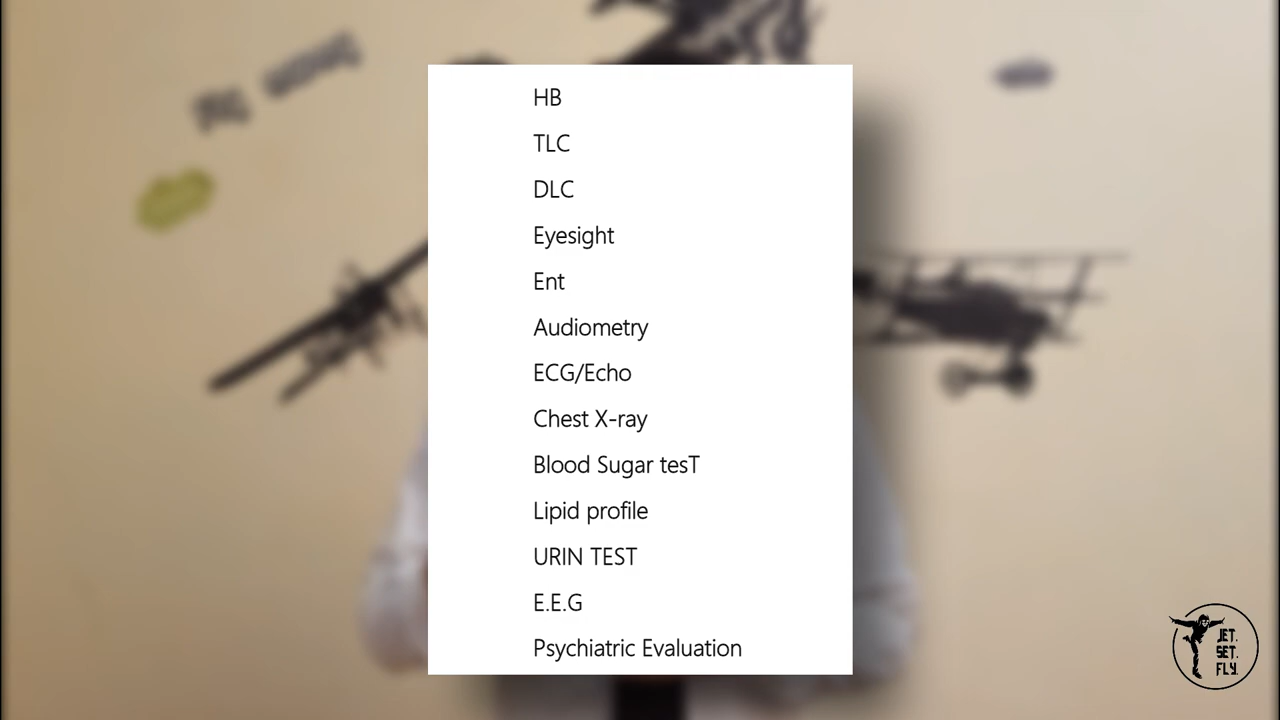 HB
TLC
DLC
Eyesight
Ent
Audiometry
ECG/Echo
Chest X-ray
Blood Sugar tesT
Lipid profile
URIN TEST
E.E.G
Psychiatric Evaluation
JET.
SET.
FLY.